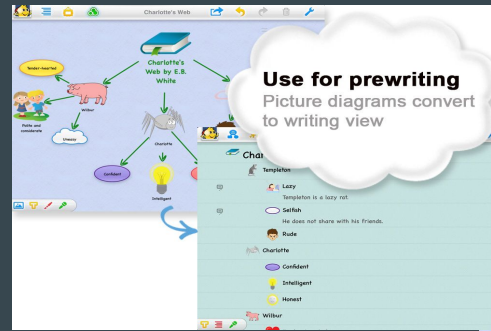 Charlotte's Web
Charlotte's
Web by E.B.
White
Tender-hearted
Wilbur
Polite and
considerate
Uneasy
Charlotte
Confident
Intelligent
Use for prewriting
Picture diagrams convert
to writing view
Char
Templeton
Lazy
Templeton is a lazy rat.
Selfish
He does not share with his friends.
Rude
Charlotte
Confident
Intelligent
Honest
Wilbur